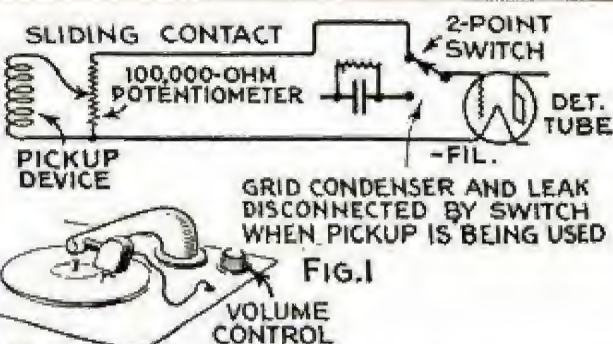 SLIDING CONTACT
2-POINT
SWITCH
100,000-OHM
POTENTIOMETER
DET.
TUBE
PICKUP
DEVICE
-FIL.
GRID CONDENSER AND LEAK
DISCONNECTED BY SWITCH
WHEN PICKUP IS BEING USED
FIG.1
VOLUME
CONTROL